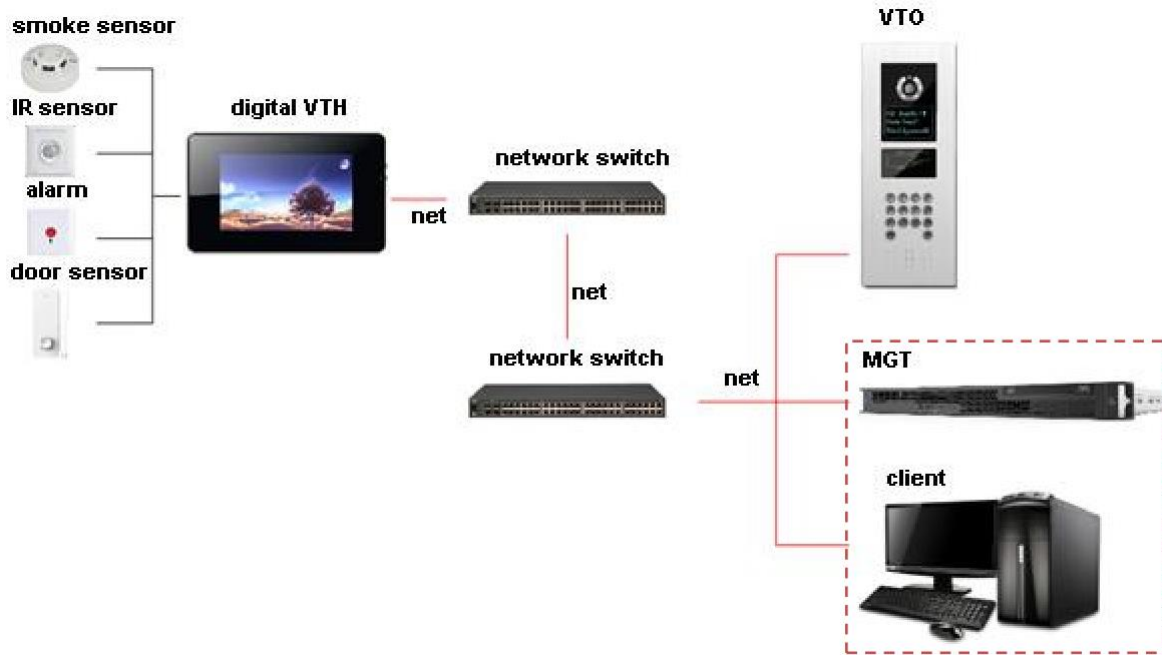 smoke sensor
IR sensor
alarm
door sensor
digital VTH
net
network switch
net
network switch
net
VTO
MGT
client